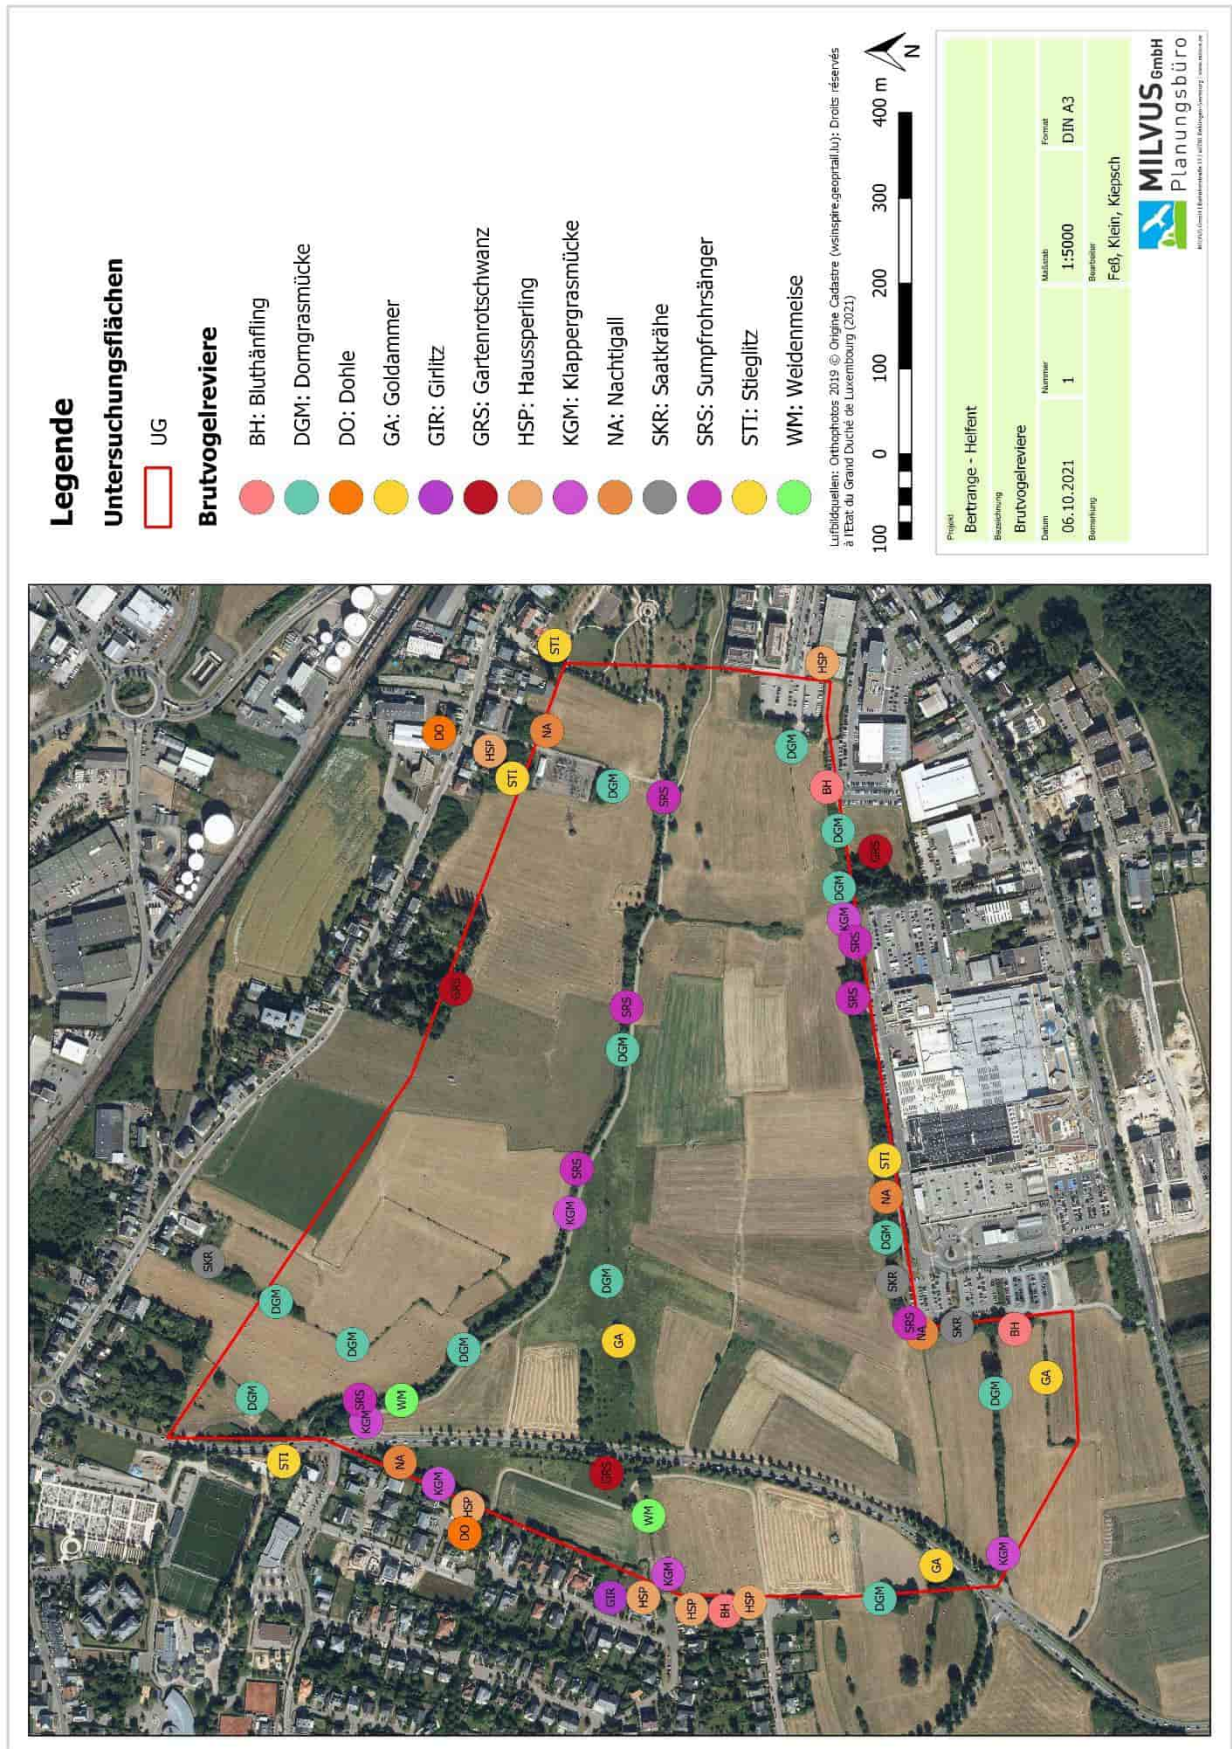 Legende
Untersuchungsflächen
UG
Brutvogelreviere
BH: Bluthänfling
DGM: Dorngrasmücke
DO: Dohle
GA: Goldammer
GIR: Girlitz
GRS: Gartenrotschwanz
HSP: Haussperling
KGM: Klappergrasmücke
NA: Nachtigall
SKR: Saatkrähe
SRS: Sumpfrohrsänger
STI: Stieglitz
WM: Weidenmeise
Luftbildquellen: Orthophotos 2019 © Origine Cadastre (wsinspire.geoprtail.lu): Droits réservés
à l'Etat du Grand Duché de Luxembourg (2021)
100 0 100 200 300 400 m
N
Projekt
Bertrange - Helfent
Bezeichnung
Brutvogelreviere
Datum Nummer Maßstab Format
06.10.2021 1 1:5000 DIN A3
Bemerkung Bearbeiter
Feß, Klein, Kiepsch
MILVUS GmbH
Planungsbüro
STI
DO
HSP
STI
NA
DGM
SRS
HSP
DGM
BH
DGM
GRS
DGM
KGM
SRS
SRS
GRS
SRS
DGM
SRS
KGM
STI
NA
DGM
SKR
SRS
NA
SKR
BH
GA
DGM
KGM
SKR
DGM
DGM
DGM
DGM
DGM
GA
SRS
KGM
WM
STI
NA
KGM
HSP
DO
GRS
WM
KGM
GIR
HSP
HSP
BH
HSP
DGM
GA